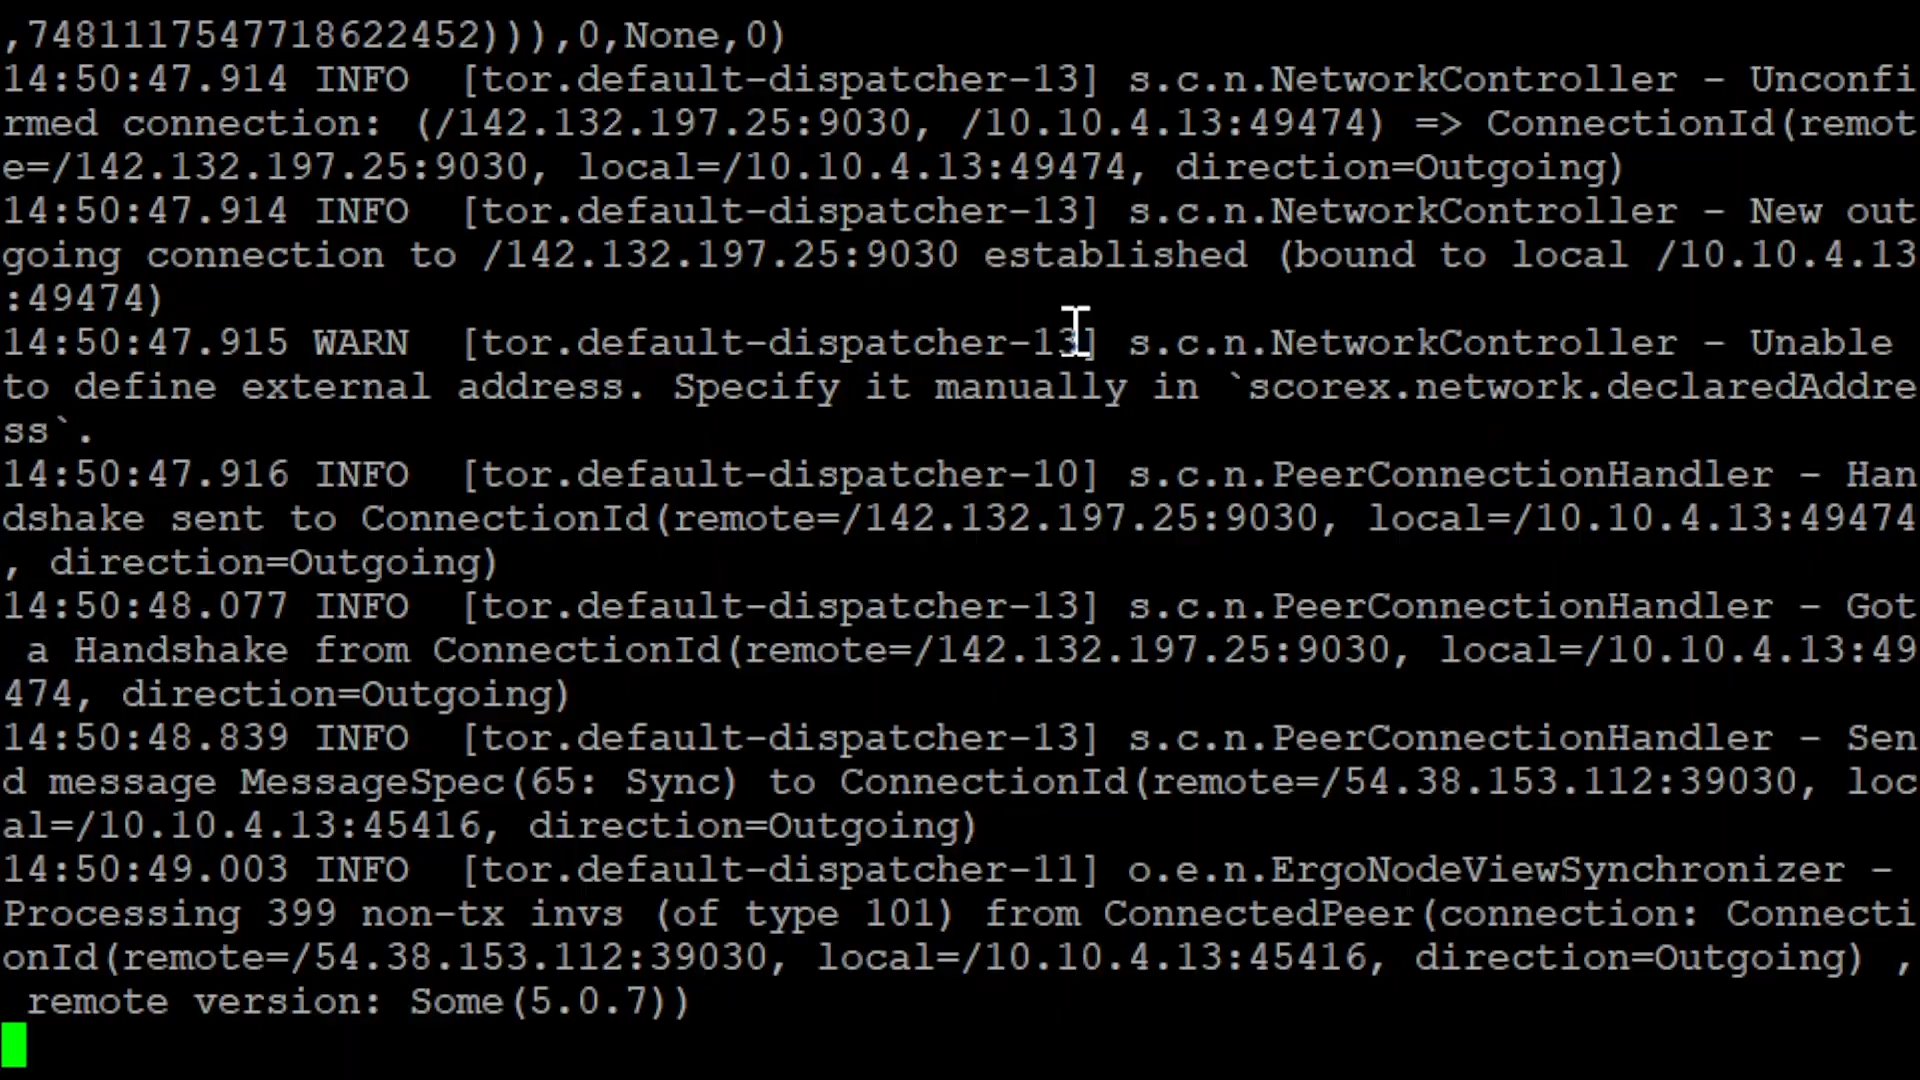 ,7481117547718622452))),0,None,0)
14:50:47.914 INFO  [tor.default-dispatcher-13] s.c.n.NetworkController - Unconfi
rmed connection: (/142.132.197.25:9030, /10.10.4.13:49474) => ConnectionId(remot
e=/142.132.197.25:9030, local=/10.10.4.13:49474, direction=Outgoing)
14:50:47.914 INFO  [tor.default-dispatcher-13] s.c.n.NetworkController - New out
going connection to /142.132.197.25:9030 established (bound to local /10.10.4.13
:49474)
14:50:47.915 WARN  [tor.default-dispatcher-13] s.c.n.NetworkController - Unable
to define external address. Specify it manually in `scorex.network.declaredAddre
ss`.
14:50:47.916 INFO  [tor.default-dispatcher-10] s.c.n.PeerConnectionHandler - Han
dshake sent to ConnectionId(remote=/142.132.197.25:9030, local=/10.10.4.13:49474
, direction=Outgoing)
14:50:48.077 INFO  [tor.default-dispatcher-13] s.c.n.PeerConnectionHandler - Got
 a Handshake from ConnectionId(remote=/142.132.197.25:9030, local=/10.10.4.13:49
474, direction=Outgoing)
14:50:48.839 INFO  [tor.default-dispatcher-13] s.c.n.PeerConnectionHandler - Sen
d message MessageSpec(65: Sync) to ConnectionId(remote=/54.38.153.112:39030, loc
al=/10.10.4.13:45416, direction=Outgoing)
14:50:49.003 INFO  [tor.default-dispatcher-11] o.e.n.ErgoNodeViewSynchronizer -
Processing 399 non-tx invs (of type 101) from ConnectedPeer(connection: Connecti
onId(remote=/54.38.153.112:39030, local=/10.10.4.13:45416, direction=Outgoing) ,
 remote version: Some(5.0.7))